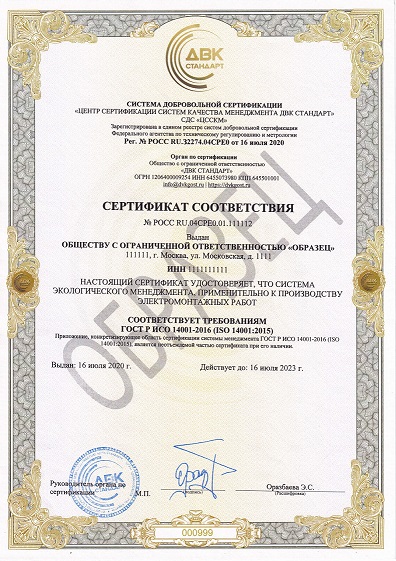 ДВК
СТАНДАРТ
СИСТЕМА ДОБРОВОЛЬНОЙ СЕРТИФИКАЦИИ
«ЦЕНТР СЕРТИФИКАЦИИ СИСТЕМ КАЧЕСТВА МЕНЕДЖМЕНТА ДВК СТАНДАРТ»
СДС «ЦССКМ»
Зарегистрирована в едином реестре систем добровольной сертификации
Федерального агентства по техническому регулированию и метрологии
Рег. № РОСС RU.32274.04СРЕ0 от 16 июля 2020
Орган по сертификации
Общество с ограниченной ответственностью
«ДВК СТАНДАРТ»
ОГРН 1206400009254 ИНН 6455073980 КПП 645501001
info@dvkgost.ru | https://dvkgost.ru
СЕРТИФИКАТ СООТВЕТСТВИЯ
№ РОСС RU.04СРЕ0.01.111112
Выдан
ОБЩЕСТВУ С ОГРАНИЧЕННОЙ ОТВЕТСТВЕННОСТЬЮ «ОБРАЗЕЦ»
111111, г. Москва, ул. Московская, д. 1111
ИНН 1111111111
НАСТОЯЩИЙ СЕРТИФИКАТ УДОСТОВЕРЯЕТ, ЧТО СИСТЕМА
ЭКОЛОГИЧЕСКОГО МЕНЕДЖМЕНТА, ПРИМЕНИТЕЛЬНО К ПРОИЗВОДСТВУ
ЭЛЕКТРОМОНТАЖНЫХ РАБОТ
СООТВЕТСТВУЕТ ТРЕБОВАНИЯМ
ГОСТ Р ИСО 14001-2016 (ISO 14001:2015)
Приложение, конкретизирующее область сертификации системы менеджмента ГОСТ Р ИСО 14001-2016 (ISO
14001:2015), является неотъемлемой частью сертификата при его наличии.
Выдан: 16 июля 2020 г.
Действует до: 16 июля 2023 г.
ОБРАЗЕЦ
ДВК
СТАНДАРТ
Руководитель органа по
сертификации
М.П.
(подпись)
Оразбаева Э.С.
(Расшифровка)
000999